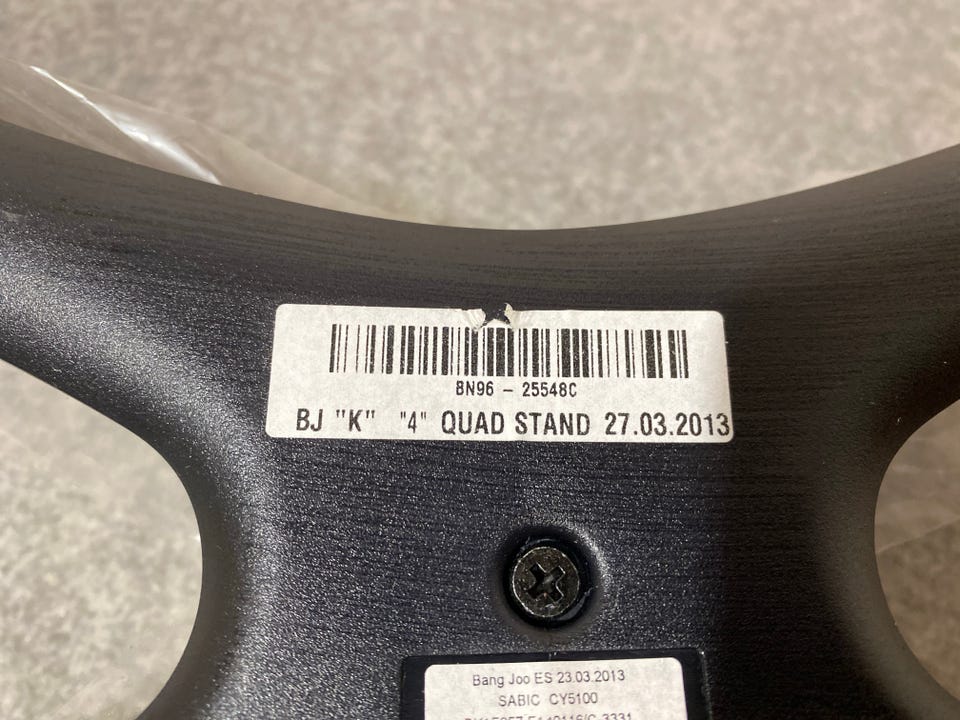 BN96 - 25548C
BJ "K" "4" QUAD STAND 27.03.2013
Bang Joo ES 23.03.2013
SABIC CY5100